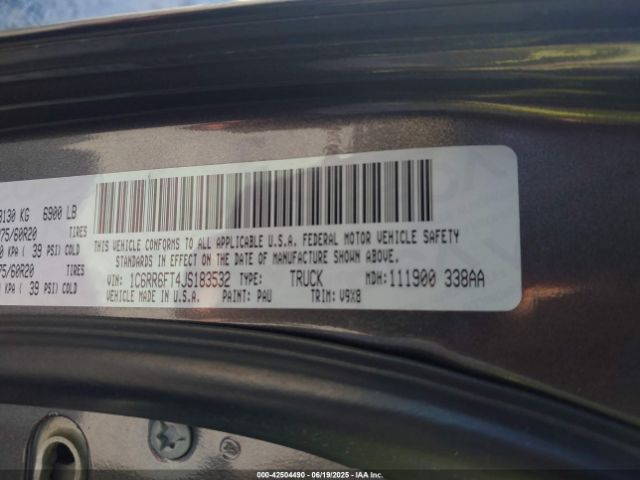 3130 KG 6900 LB
75/60R20 TIRES
0 KPA ( 39 PSI) COLD
75/60R20 TIRES
KPA ( 39 PSI) COLD
THIS VEHICLE CONFORMS TO ALL APPLICABLE U.S.A. FEDERAL MOTOR VEHICLE SAFETY
STANDARDS IN EFFECT ON THE DATE OF MANUFACTURE SHOWN ABOVE.
VIN: 1C6RR6FT4JS183532 TYPE: TRUCK MDH: 111900 338AA
MADE IN U.S.A. PAINT: PAU TRIM: V9X8
000-42504490 - 06/19/2025 - IAA Inc.